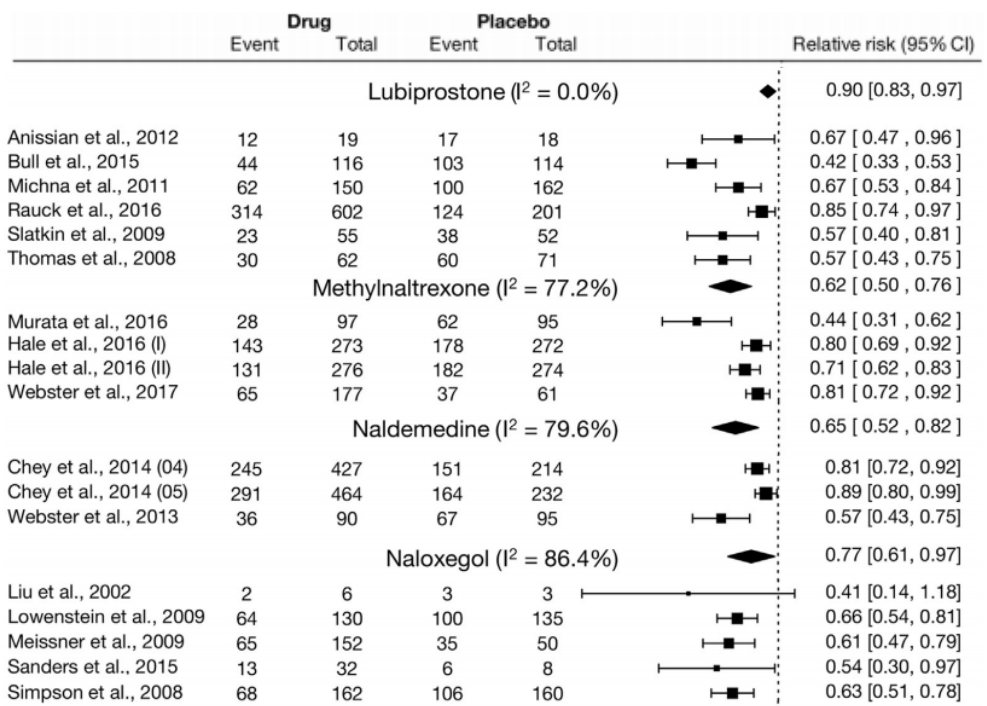 Drug Placebo
Event Total Event Total Relative risk (95% CI)
Lubiprostone (I² = 0.0%) 0.90 [0.83, 0.97]
Anissian et al., 2012 12 19 17 18 0.67 [ 0.47 , 0.96]
Bull et al., 2015 44 116 103 114 0.42 [ 0.33 , 0.53]
Michna et al., 2011 62 150 100 162 0.67 [ 0.53 , 0.84]
Rauck et al., 2016 314 602 124 201 0.85 [ 0.74 , 0.97]
Slatkin et al., 2009 23 55 38 52 0.57 [ 0.40 , 0.81]
Thomas et al., 2008 30 62 60 71 0.57 [ 0.43 , 0.75]
Methylnaltrexone (I² = 77.2%) 0.62 [ 0.50 , 0.76 ]
Murata et al., 2016 28 97 62 95 0.44 [ 0.31 , 0.62]
Hale et al., 2016 (I) 143 273 178 272 0.80 [ 0.69 , 0.92]
Hale et al., 2016 (II) 131 276 182 274 0.71 [ 0.62 , 0.83]
Webster et al., 2017 65 177 37 61 0.81 [ 0.72 , 0.92]
Naldemedine (I² = 79.6%) 0.65 [ 0.52 , 0.82 ]
Chey et al., 2014 (04) 245 427 151 214 0.81 [0.72, 0.92]
Chey et al., 2014 (05) 291 464 164 232 0.89 [0.80, 0.99]
Webster et al., 2013 36 90 67 95 0.57 [0.43, 0.75]
Naloxegol (I² = 86.4%) 0.77 [0.61, 0.97]
Liu et al., 2002 2 6 3 3 0.41 [0.14, 1.18]
Lowenstein et al., 2009 64 130 100 135 0.66 [0.54, 0.81]
Meissner et al., 2009 65 152 35 50 0.61 [0.47, 0.79]
Sanders et al., 2015 13 32 6 8 0.54 [0.30, 0.97]
Simpson et al., 2008 68 162 106 160 0.63 [0.51, 0.78]